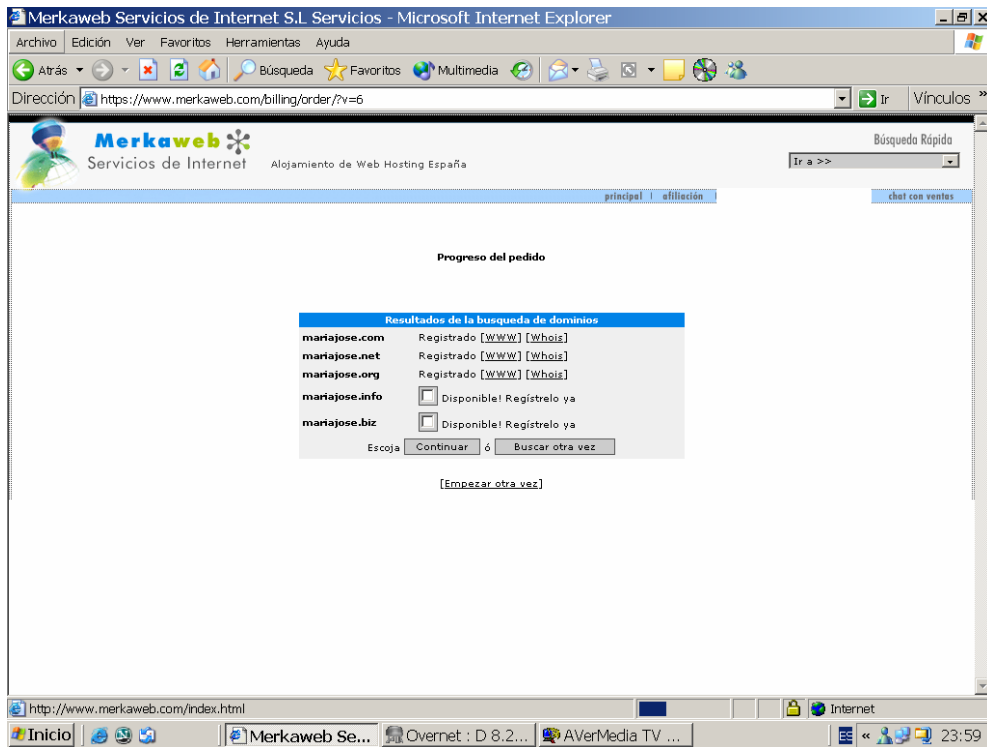 Merkaweb Servicios de Internet S.L Servicios - Microsoft Internet Explorer
Archivo Edición Ver Favoritos Herramientas Ayuda
Atrás Búsqueda Favoritos Multimedia
Dirección https://www.merkaweb.com/billing/order/?v=6 Ir Vínculos »
Merkaweb
Servicios de Internet Alojamiento de Web Hosting España
Búsqueda Rápida
Ir a >>
principal | afiliación | chat con ventas
Progreso del pedido
Resultados de la busqueda de dominios
mariajose.com Registrado [WWW] [Whois]
mariajose.net Registrado [WWW] [Whois]
mariajose.org Registrado [WWW] [Whois]
mariajose.info Disponible! Regístrelo ya
mariajose.biz Disponible! Regístrelo ya
Escoja Continuar ó Buscar otra vez
[Empezar otra vez]
http://www.merkaweb.com/index.html Internet
Inicio Merkaweb Se... Overnet : D 8.2... AVerMedia TV ... « 23:59